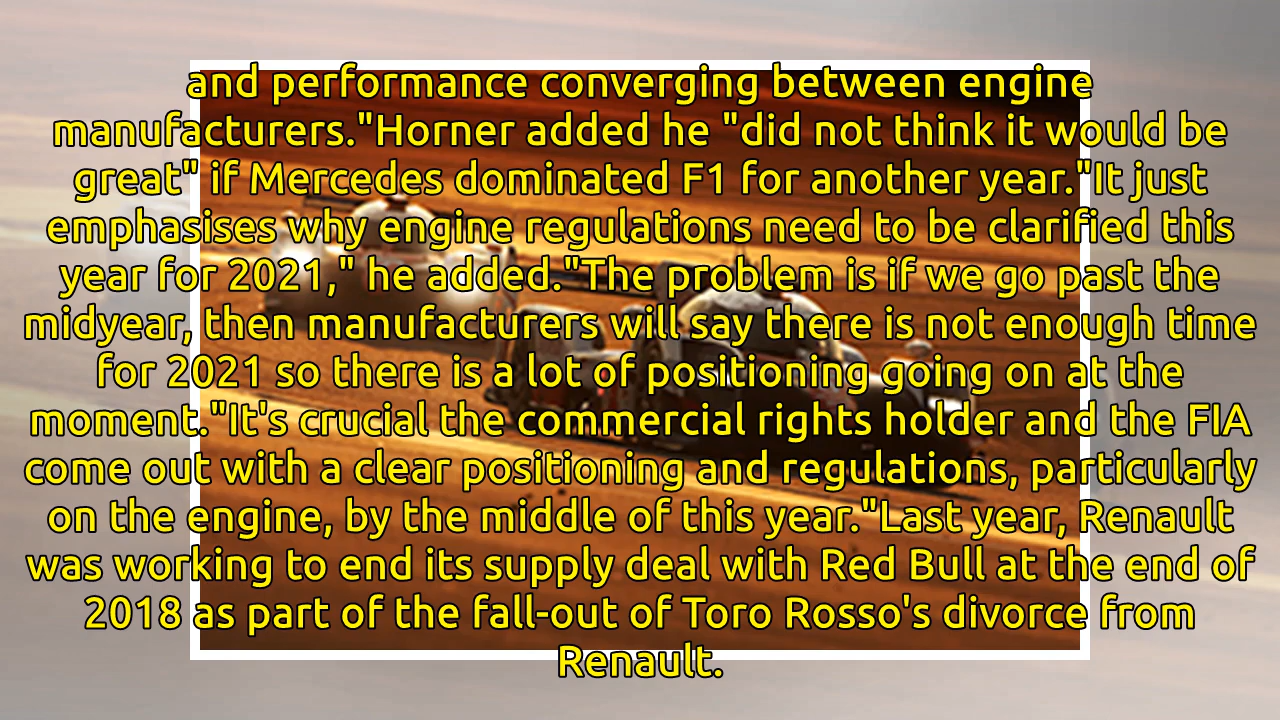 and performance converging between engine
manufacturers."Horner added he "did not think it would be
great" if Mercedes dominated F1 for another year."It just
emphasises why engine regulations need to be clarified this
year for 2021," he added."The problem is if we go past the
midyear, then manufacturers will say there is not enough time
for 2021 so there is a lot of positioning going on at the
moment."It's crucial the commercial rights holder and the FIA
come out with a clear positioning and regulations, particularly
on the engine, by the middle of this year."Last year, Renault
was working to end its supply deal with Red Bull at the end of
2018 as part of the fall-out of Toro Rosso's divorce from
Renault.